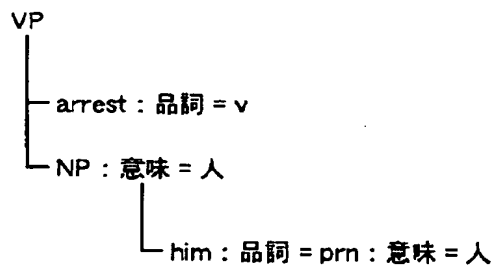 VP
arrest : 品詞 = v
NP : 意味 = 人
him : 品詞 = prn : 意味 = 人